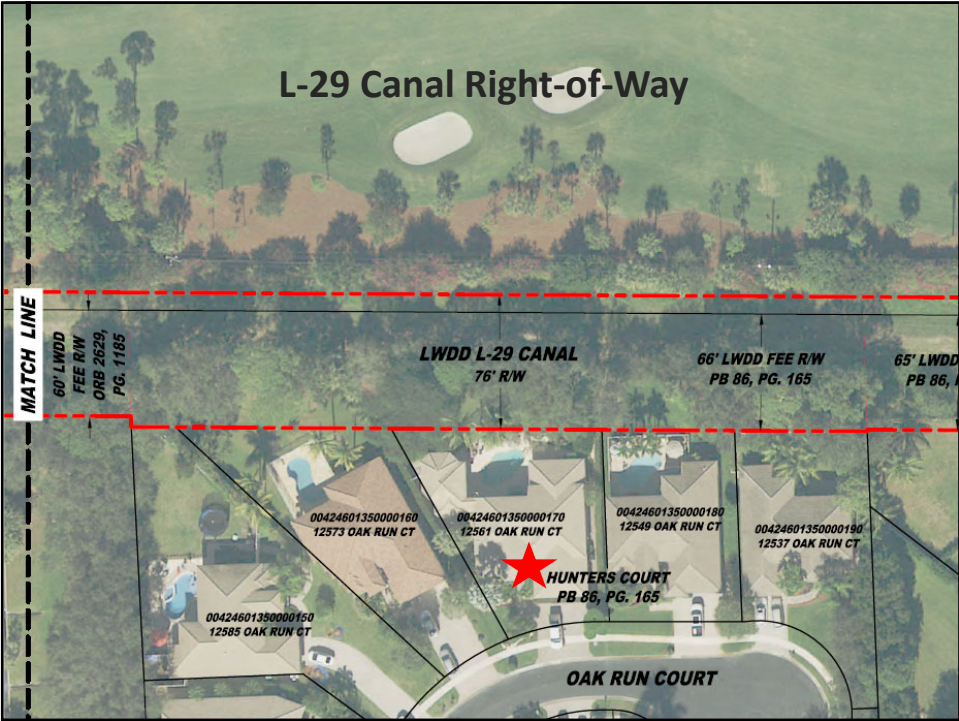 L-29 Canal Right-of-Way
MATCH LINE
60' LWDD
FEE R/W
ORB 2629,
PG. 1185
LWDD L-29 CANAL
76' R/W
66' LWDD FEE R/W
PB 86, PG. 165
65' LWDD
PB 86,
00424601350000160
12573 OAK RUN CT
00424601350000170
12561 OAK RUN CT
00424601350000180
12549 OAK RUN CT
00424601350000190
12537 OAK RUN CT
HUNTERS COURT
PB 86, PG. 165
00424601350000150
12585 OAK RUN CT
OAK RUN COURT